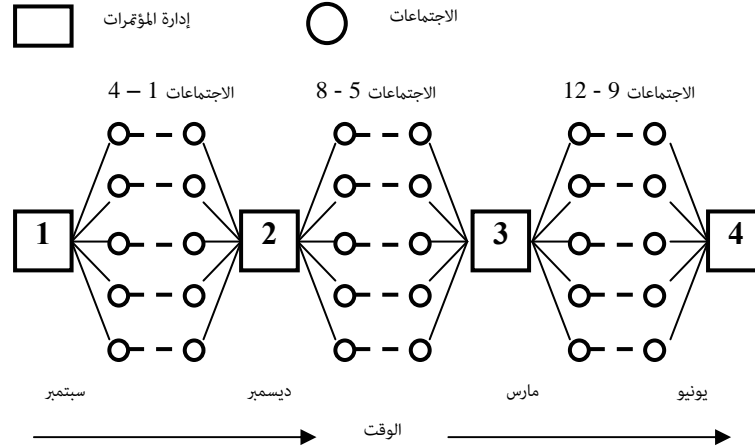 إدارة المؤتمرات
الاجتماعات
الاجتماعات 1 – 4
الاجتماعات 5 - 8
الاجتماعات 9 - 12
1
2
3
4
سبتمبر
ديسمبر
مارس
يونيو
الوقت